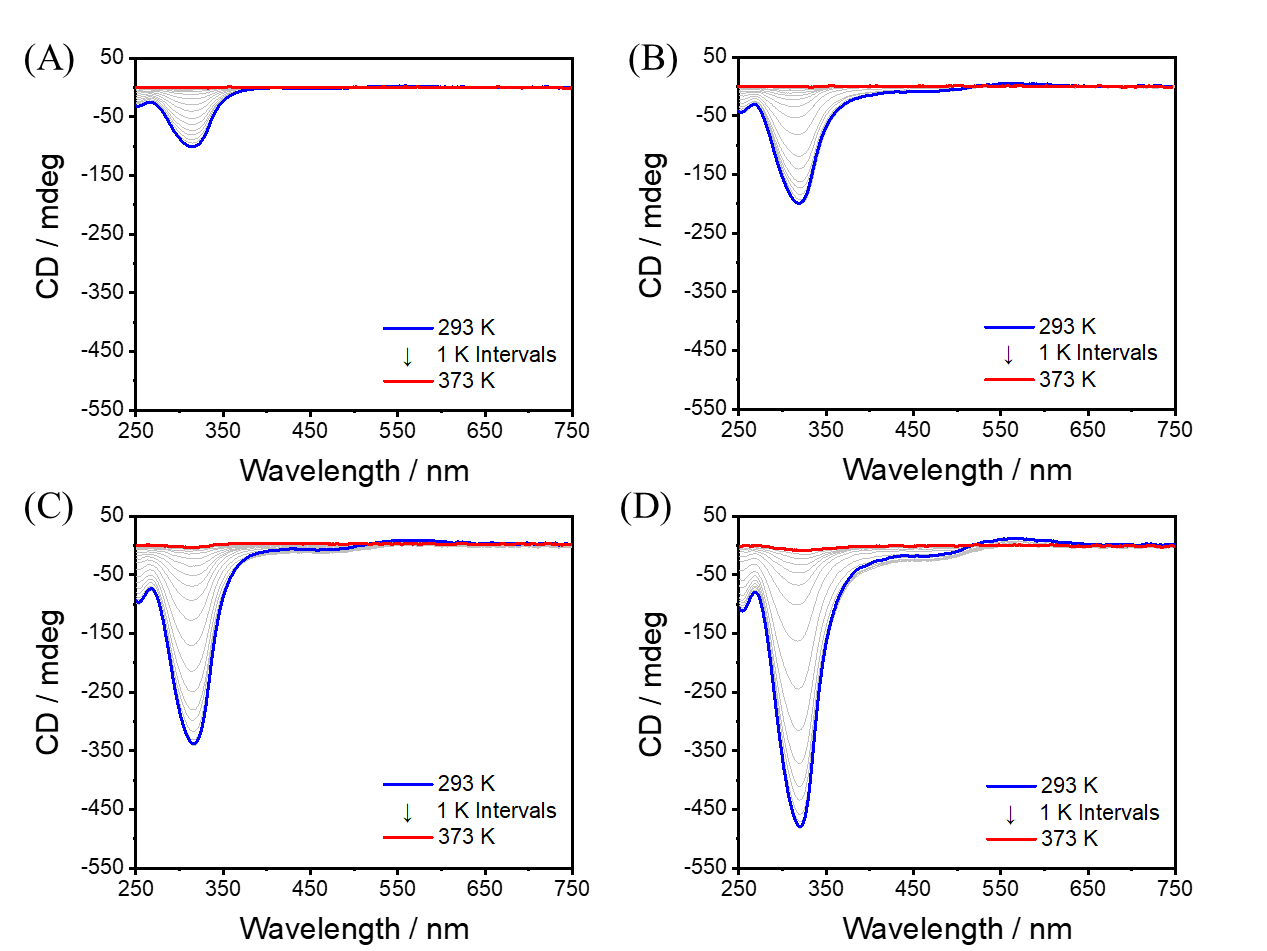 (A)
50
-50
-150
-250
-350
-450
-550
CD / mdeg
293 K
↓ 1 K Intervals
373 K
250 350 450 550 650 750
Wavelength / nm
(B)
50
-50
-150
-250
-350
-450
-550
CD / mdeg
293 K
↓ 1 K Intervals
373 K
250 350 450 550 650 750
Wavelength / nm
(C)
50
-50
-150
-250
-350
-450
-550
CD / mdeg
293 K
↓ 1 K Intervals
373 K
250 350 450 550 650 750
Wavelength / nm
(D)
50
-50
-150
-250
-350
-450
-550
CD / mdeg
293 K
↓ 1 K Intervals
373 K
250 350 450 550 650 750
Wavelength / nm